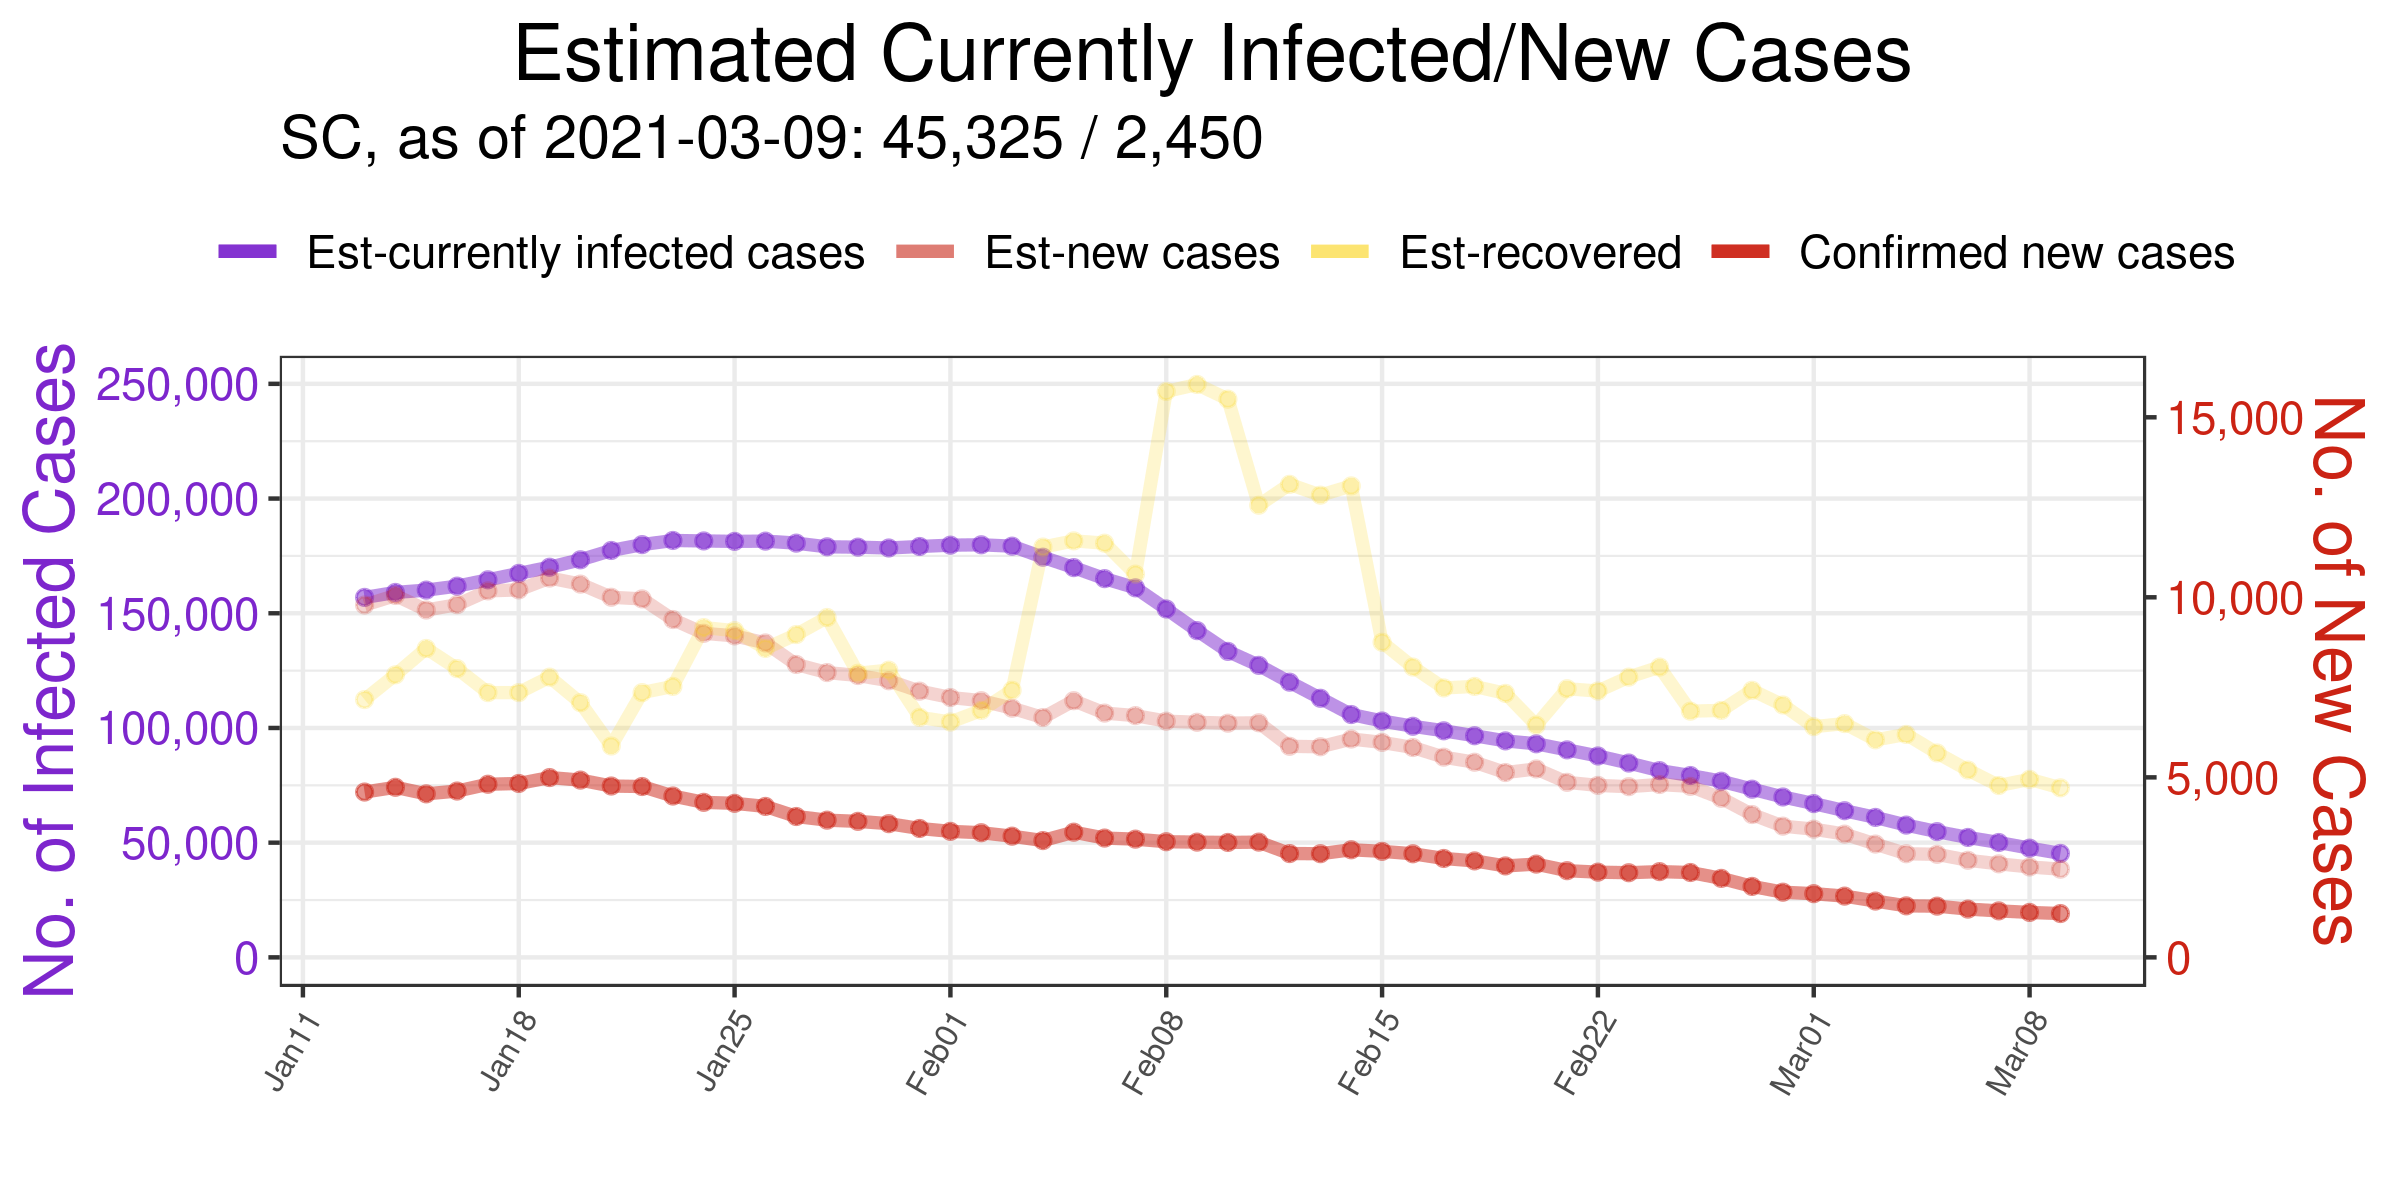 Estimated Currently Infected/New Cases
SC, as of 2021-03-09: 45,325 / 2,450
Est-currently infected cases
Est-new cases
Est-recovered
Confirmed new cases
No. of Infected Cases
250,000
200,000
150,000
100,000
50,000
0
15,000
10,000
5,000
0
No. of New Cases
Jan11
Jan18
Jan25
Feb01
Feb08
Feb15
Feb22
Mar01
Mar08